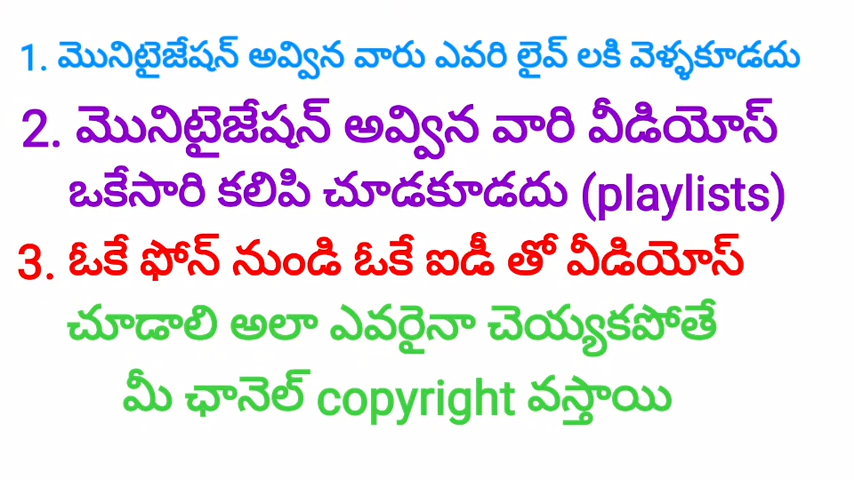 1. మొనిటైజేషన్ అవ్వైన వారు ఎవరి లైవ్ లకి వెళ్ళకూడదు
2. మొనిటైజేషన్ అవ్విన వారి వీడియోస్
ఒకేసారి కలిపి చూడకూడదు (playlists)
3. ఓకే ఫోన్ నుండి ఓకే ఐడీ తో వీడియోస్
చూడాలి అలా ఎవరైనా చెయ్యకపోతే
మీ ఛానెల్ copyright వస్తాయి